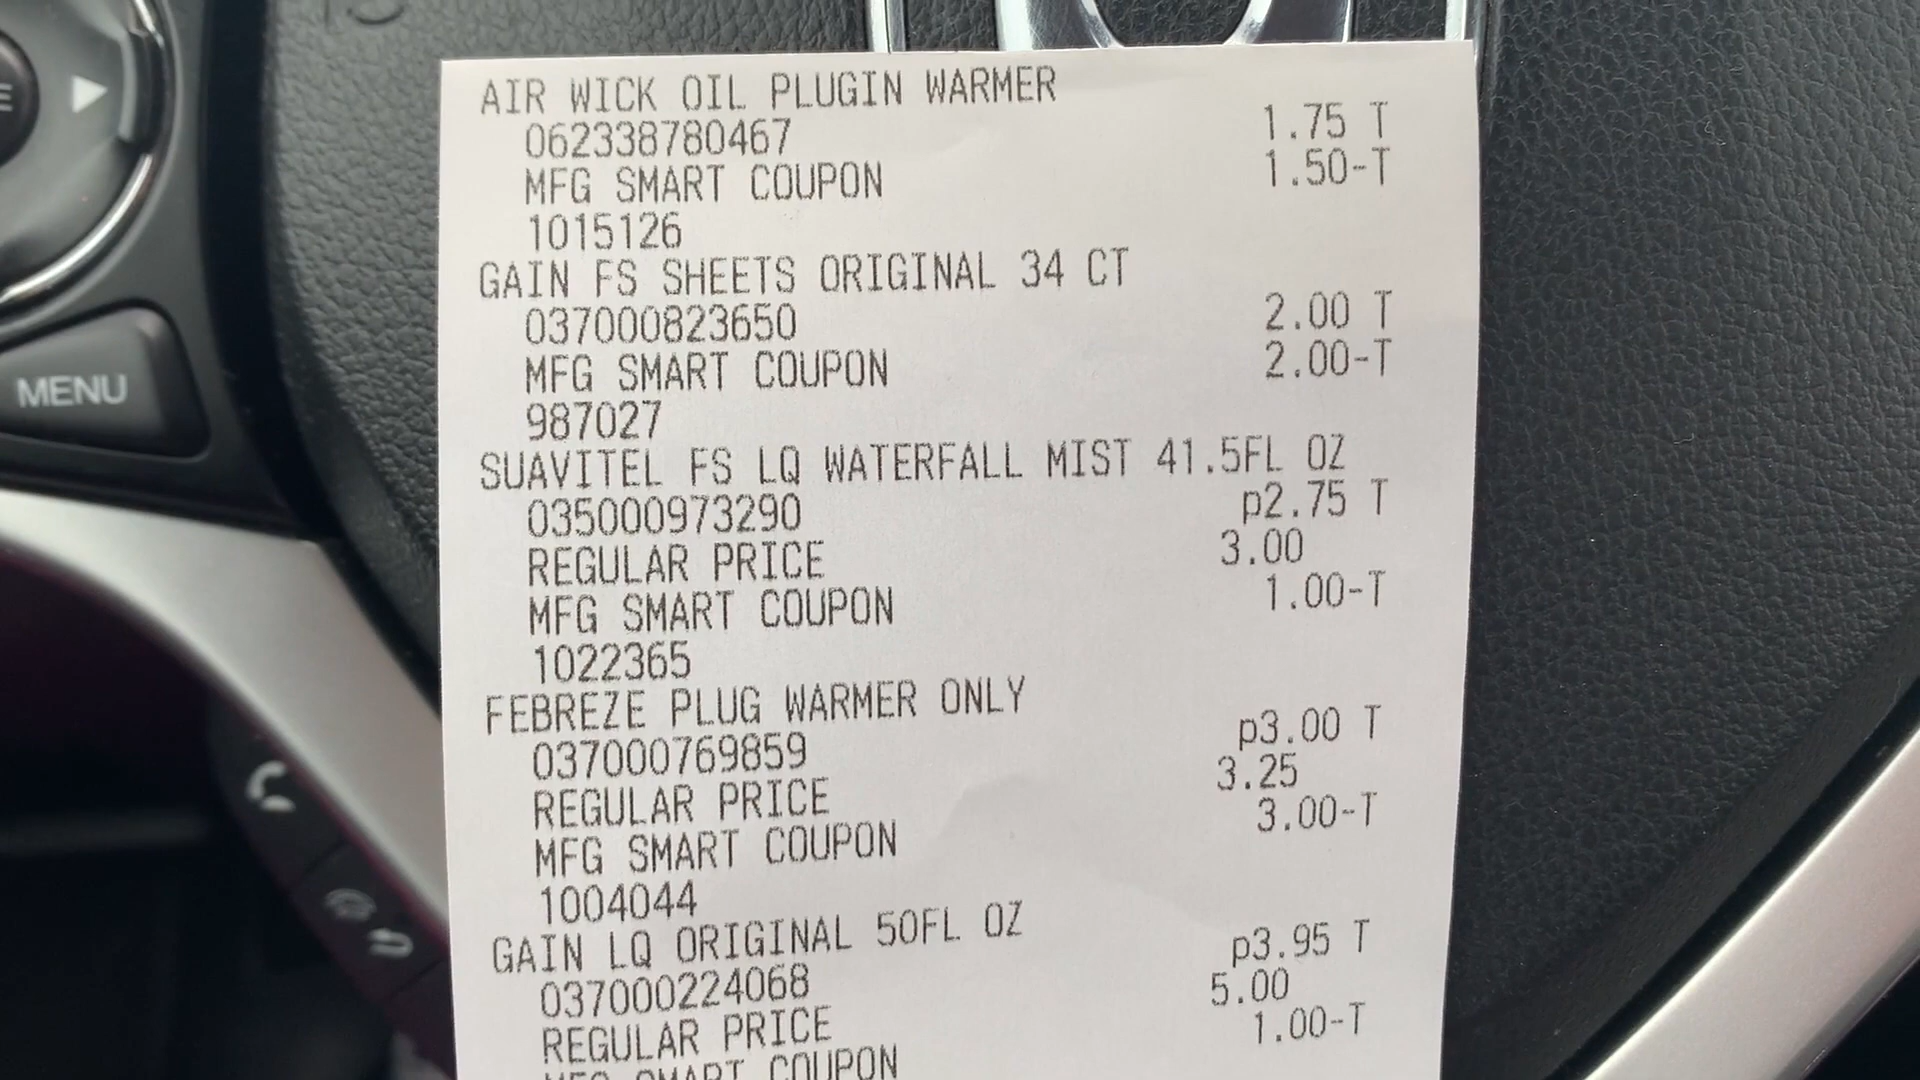 AIR WICK OIL PLUGIN WARMER
062338780467 1.75 T
MFG SMART COUPON 1.50-T
1015126
GAIN FS SHEETS ORIGINAL 34 CT
037000823650 2.00 T
MFG SMART COUPON 2.00-T
987027
SUAVITEL FS LQ WATERFALL MIST 41.5FL OZ
035000973290 p2.75 T
REGULAR PRICE 3.00
MFG SMART COUPON 1.00-T
1022365
FEBREZE PLUG WARMER ONLY
037000769859 p3.00 T
REGULAR PRICE 3.25
MFG SMART COUPON 3.00-T
1004044
GAIN LQ ORIGINAL 50FL OZ
037000224068 p3.95 T
REGULAR PRICE 5.00
MFG SMART COUPON 1.00-T
MENU